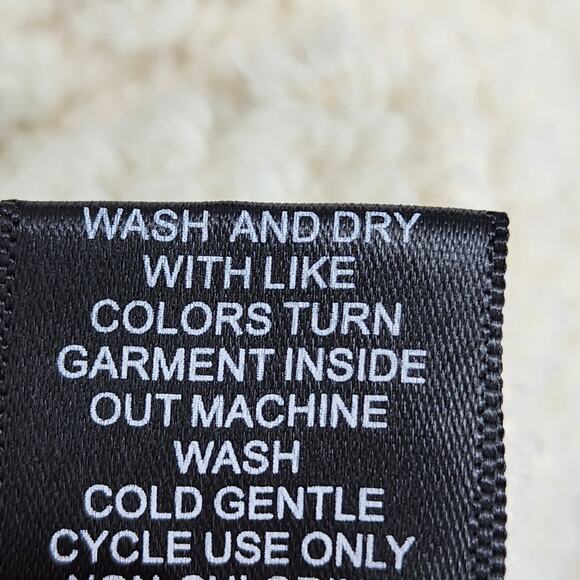 WASH AND DRY
WITH LIKE
COLORS TURN
GARMENT INSIDE
OUT MACHINE
WASH
COLD GENTLE
CYCLE USE ONLY